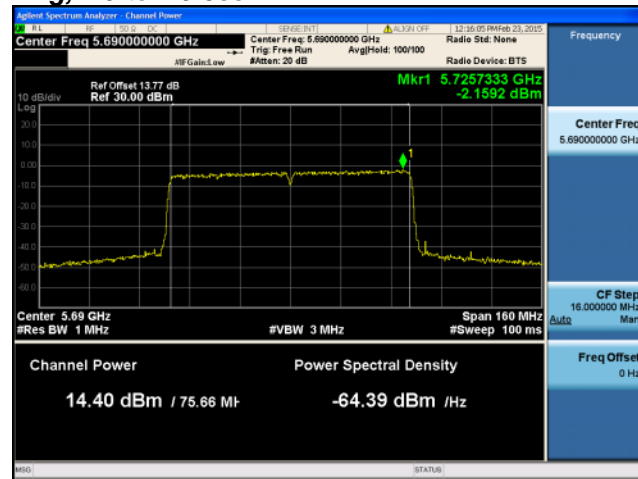 Agilent Spectrum Analyzer - Channel Power
RL RF 50 Ω DC SENSE:INT ALIGN OFF 12:16:05 PM Feb 23, 2015
Center Freq 5.690000000 GHz Center Freq: 5.690000000 GHz Radio Std: None Frequency
Trig: Free Run Avg|Hold: 100/100
#IFGain:Low #Atten: 20 dB Radio Device: BTS
Ref Offset 13.77 dB Mkr1 5.7257333 GHz
10 dB/div Ref 30.00 dBm -2.1592 dBm
Log
20.0
10.0
0.00
-10.0
-20.0
-30.0
-40.0
-50.0
-60.0
1
Center Freq
5.690000000 GHz
Center 5.69 GHz Span 160 MHz
#Res BW 1 MHz #VBW 3 MHz #Sweep 100 ms
CF Step
16.000000 MHz
Auto Man
Channel Power Power Spectral Density
14.40 dBm / 75.66 MH -64.39 dBm /Hz
Freq Offset
0 Hz
MSG STATUS